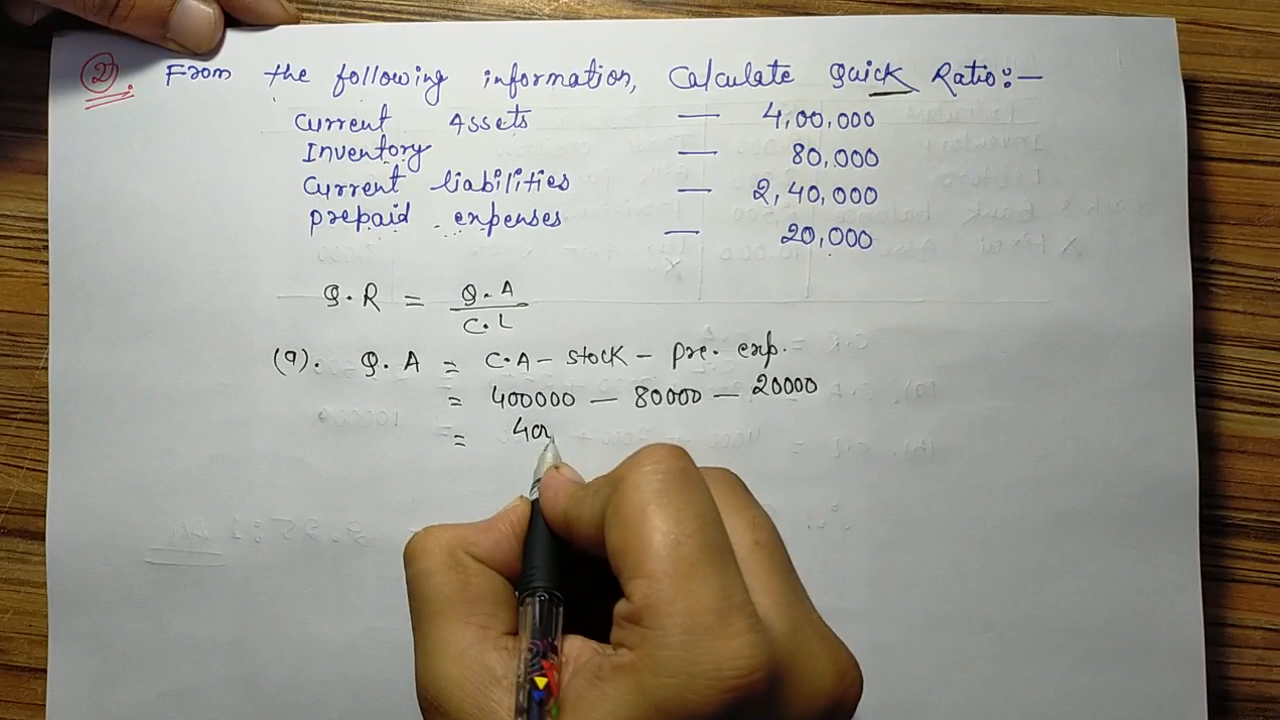 2. From the following information, Calculate Quick Ratio:-
Current Assets — 4,00,000
Inventory — 80,000
Current liabilities — 2,40,000
Prepaid expenses — 20,000
Q.R = Q.A
C.L
(a). Q.A = C.A - Stock - Pre. exp.
= 400000 — 80000 — 20000
= 40